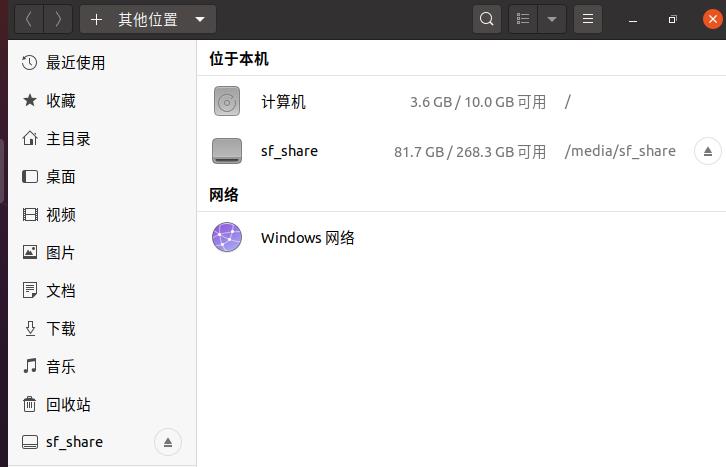 其他位置
最近使用
收藏
主目录
桌面
视频
图片
文档
下载
音乐
回收站
sf_share
位于本机
计算机 3.6 GB / 10.0 GB 可用 /
sf_share 81.7 GB / 268.3 GB 可用 /media/sf_share
网络
Windows 网络